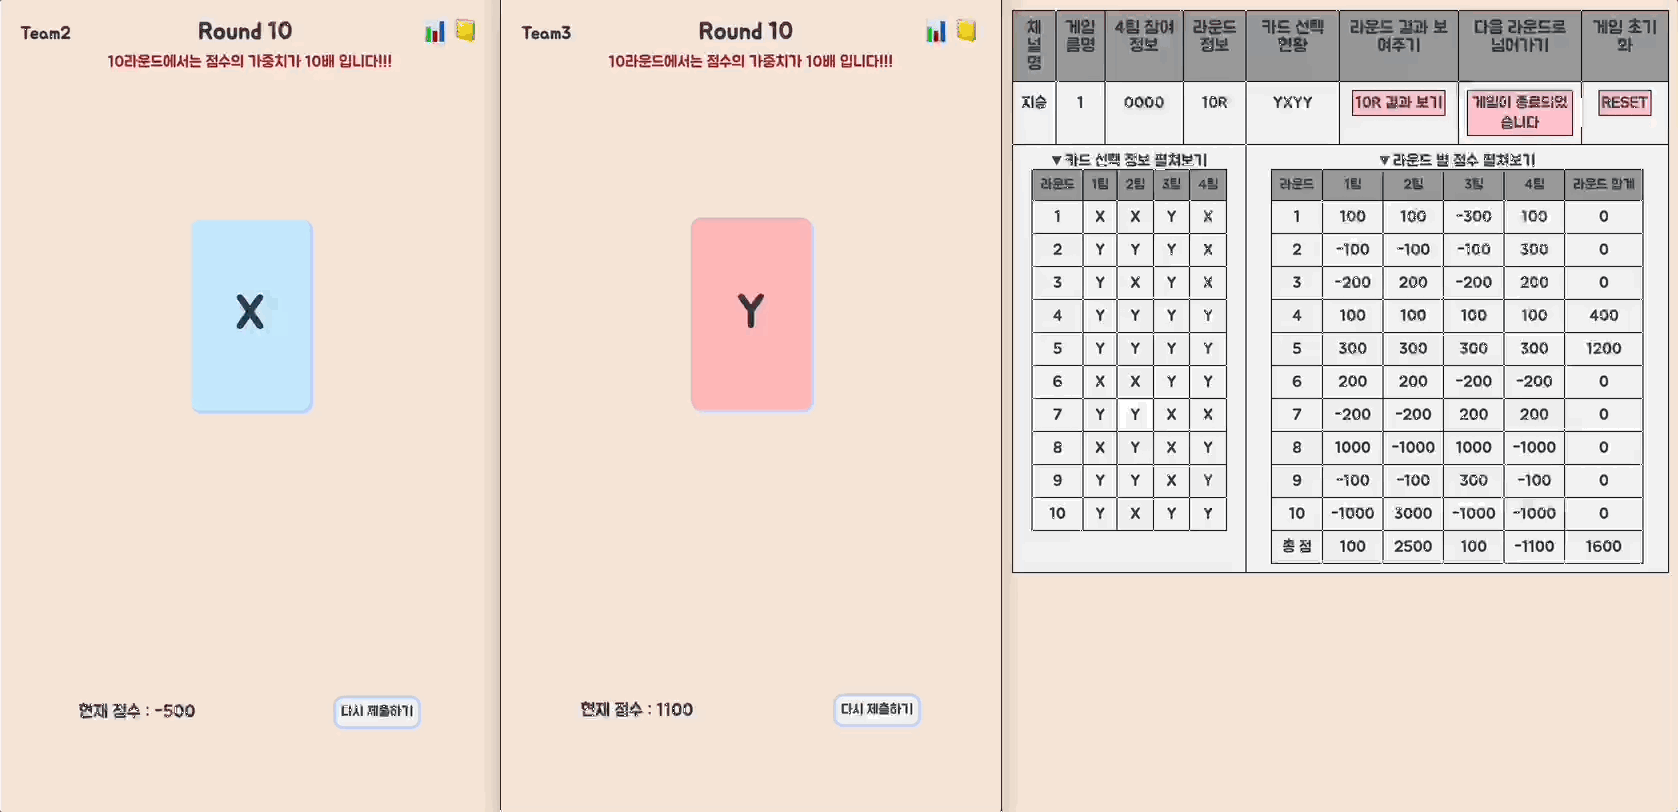 Team2
Round 10
10라운드에서는 점수의 가중치가 10배 입니다!!!
X
현재 점수 : -500
다시 제출하기
Team3
Round 10
10라운드에서는 점수의 가중치가 10배 입니다!!!
Y
현재 점수 : 1100
다시 제출하기
채널명 게임룸명 4팀 참여 정보 라운드 정보 카드 선택 현황 라운드 결과 보여주기 다음 라운드로 넘어가기 게임 초기화
지승 1 0000 10R YXYY 10R 결과 보기 게임이 종료되었습니다 RESET
▼ 카드 선택 정보 펼쳐보기
라운드 1팀 2팀 3팀 4팀
1 X X Y X
2 Y Y Y X
3 Y X Y X
4 Y Y Y Y
5 Y Y Y Y
6 X X Y Y
7 Y Y X X
8 X Y X Y
9 Y Y X Y
10 Y X Y Y
▼ 라운드 별 점수 펼쳐보기
라운드 1팀 2팀 3팀 4팀 라운드 합계
1 100 100 -300 100 0
2 -100 -100 -100 300 0
3 -200 200 -200 200 0
4 100 100 100 100 400
5 300 300 300 300 1200
6 200 200 -200 -200 0
7 -200 -200 200 200 0
8 1000 -1000 1000 -1000 0
9 -100 -100 300 -100 0
10 -1000 3000 -1000 -1000 0
총 점 100 2500 100 -1100 1600